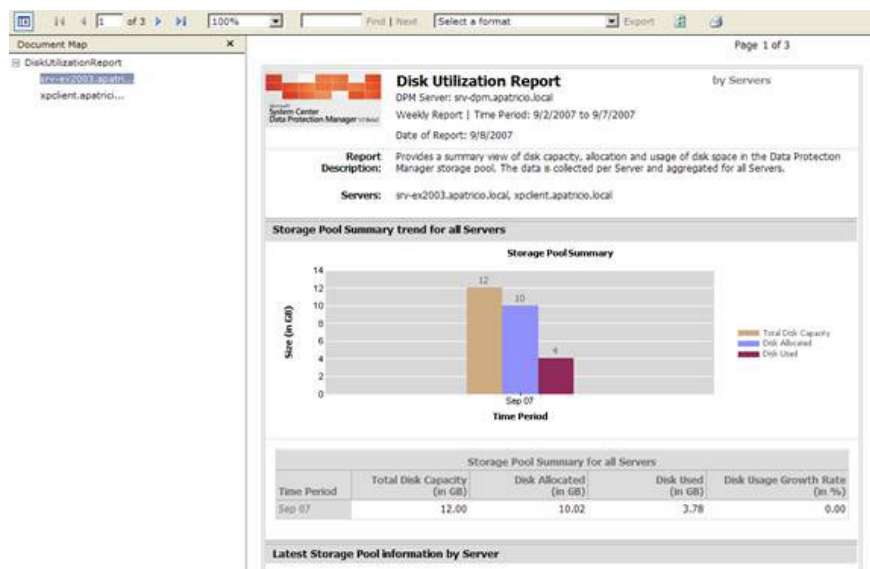 1 of 3 100% Find | Next Select a format Export
Document Map x
DiskUtilizationReport
srv-ex2003.apatri...
xpclient.apatrici...
Page 1 of 3
Disk Utilization Report by Servers
DPM Server: srv-dpm.apatricio.local
Weekly Report | Time Period: 9/2/2007 to 9/7/2007
Date of Report: 9/8/2007
Microsoft
System Center
Data Protection Manager
Report Description: Provides a summary view of disk capacity, allocation and usage of disk space in the Data Protection
Manager storage pool. The data is collected per Server and aggregated for all Servers.
Servers: srv-ex2003.apatricio.local, xpclient.apatricio.local
Storage Pool Summary trend for all Servers
Storage Pool Summary
Size (in GB)
14
12
10
8
6
4
2
0
12
10
4
Sep 07
Time Period
Total Disk Capacity
Disk Allocated
Disk Used
Storage Pool Summary for all Servers
Time Period Total Disk Capacity (in GB) Disk Allocated (in GB) Disk Used (in GB) Disk Usage Growth Rate (in %)
Sep 07 12.00 10.02 3.78 0.00
Latest Storage Pool information by Server